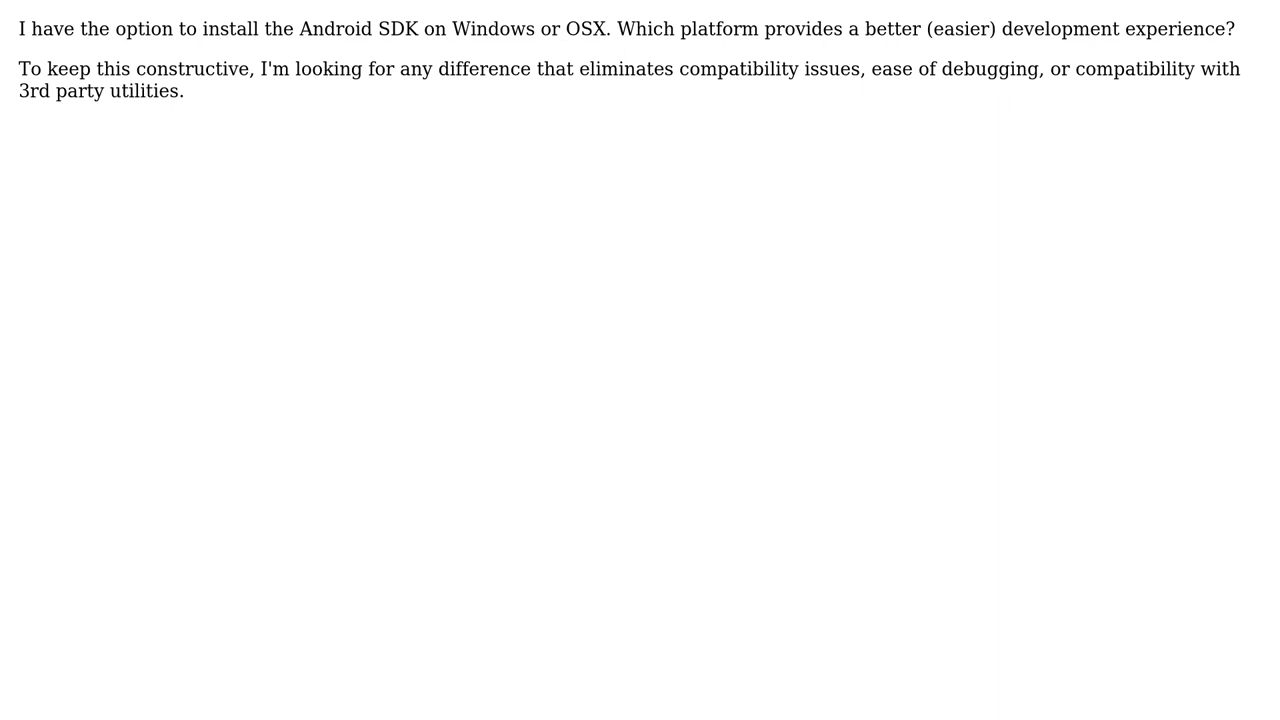 I have the option to install the Android SDK on Windows or OSX. Which platform provides a better (easier) development experience?
To keep this constructive, I'm looking for any difference that eliminates compatibility issues, ease of debugging, or compatibility with
3rd party utilities.